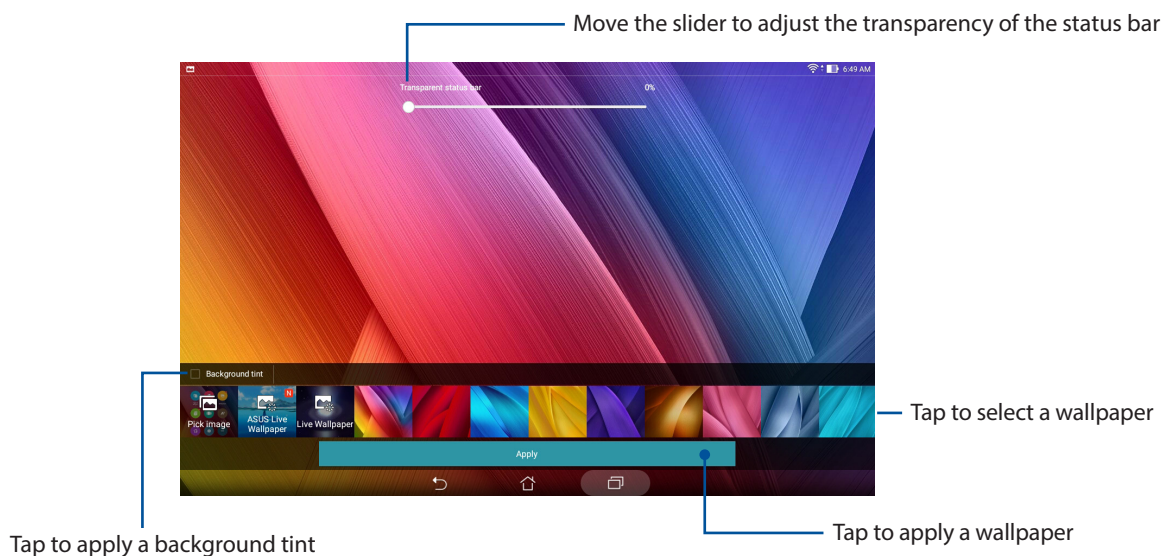 Move the slider to adjust the transparency of the status bar
6:49 AM
Transparent status bar 0%
Background tint
Pick image
ASUS Live
Wallpaper
N
Live Wallpaper
Tap to select a wallpaper
Apply
Tap to apply a wallpaper
Tap to apply a background tint